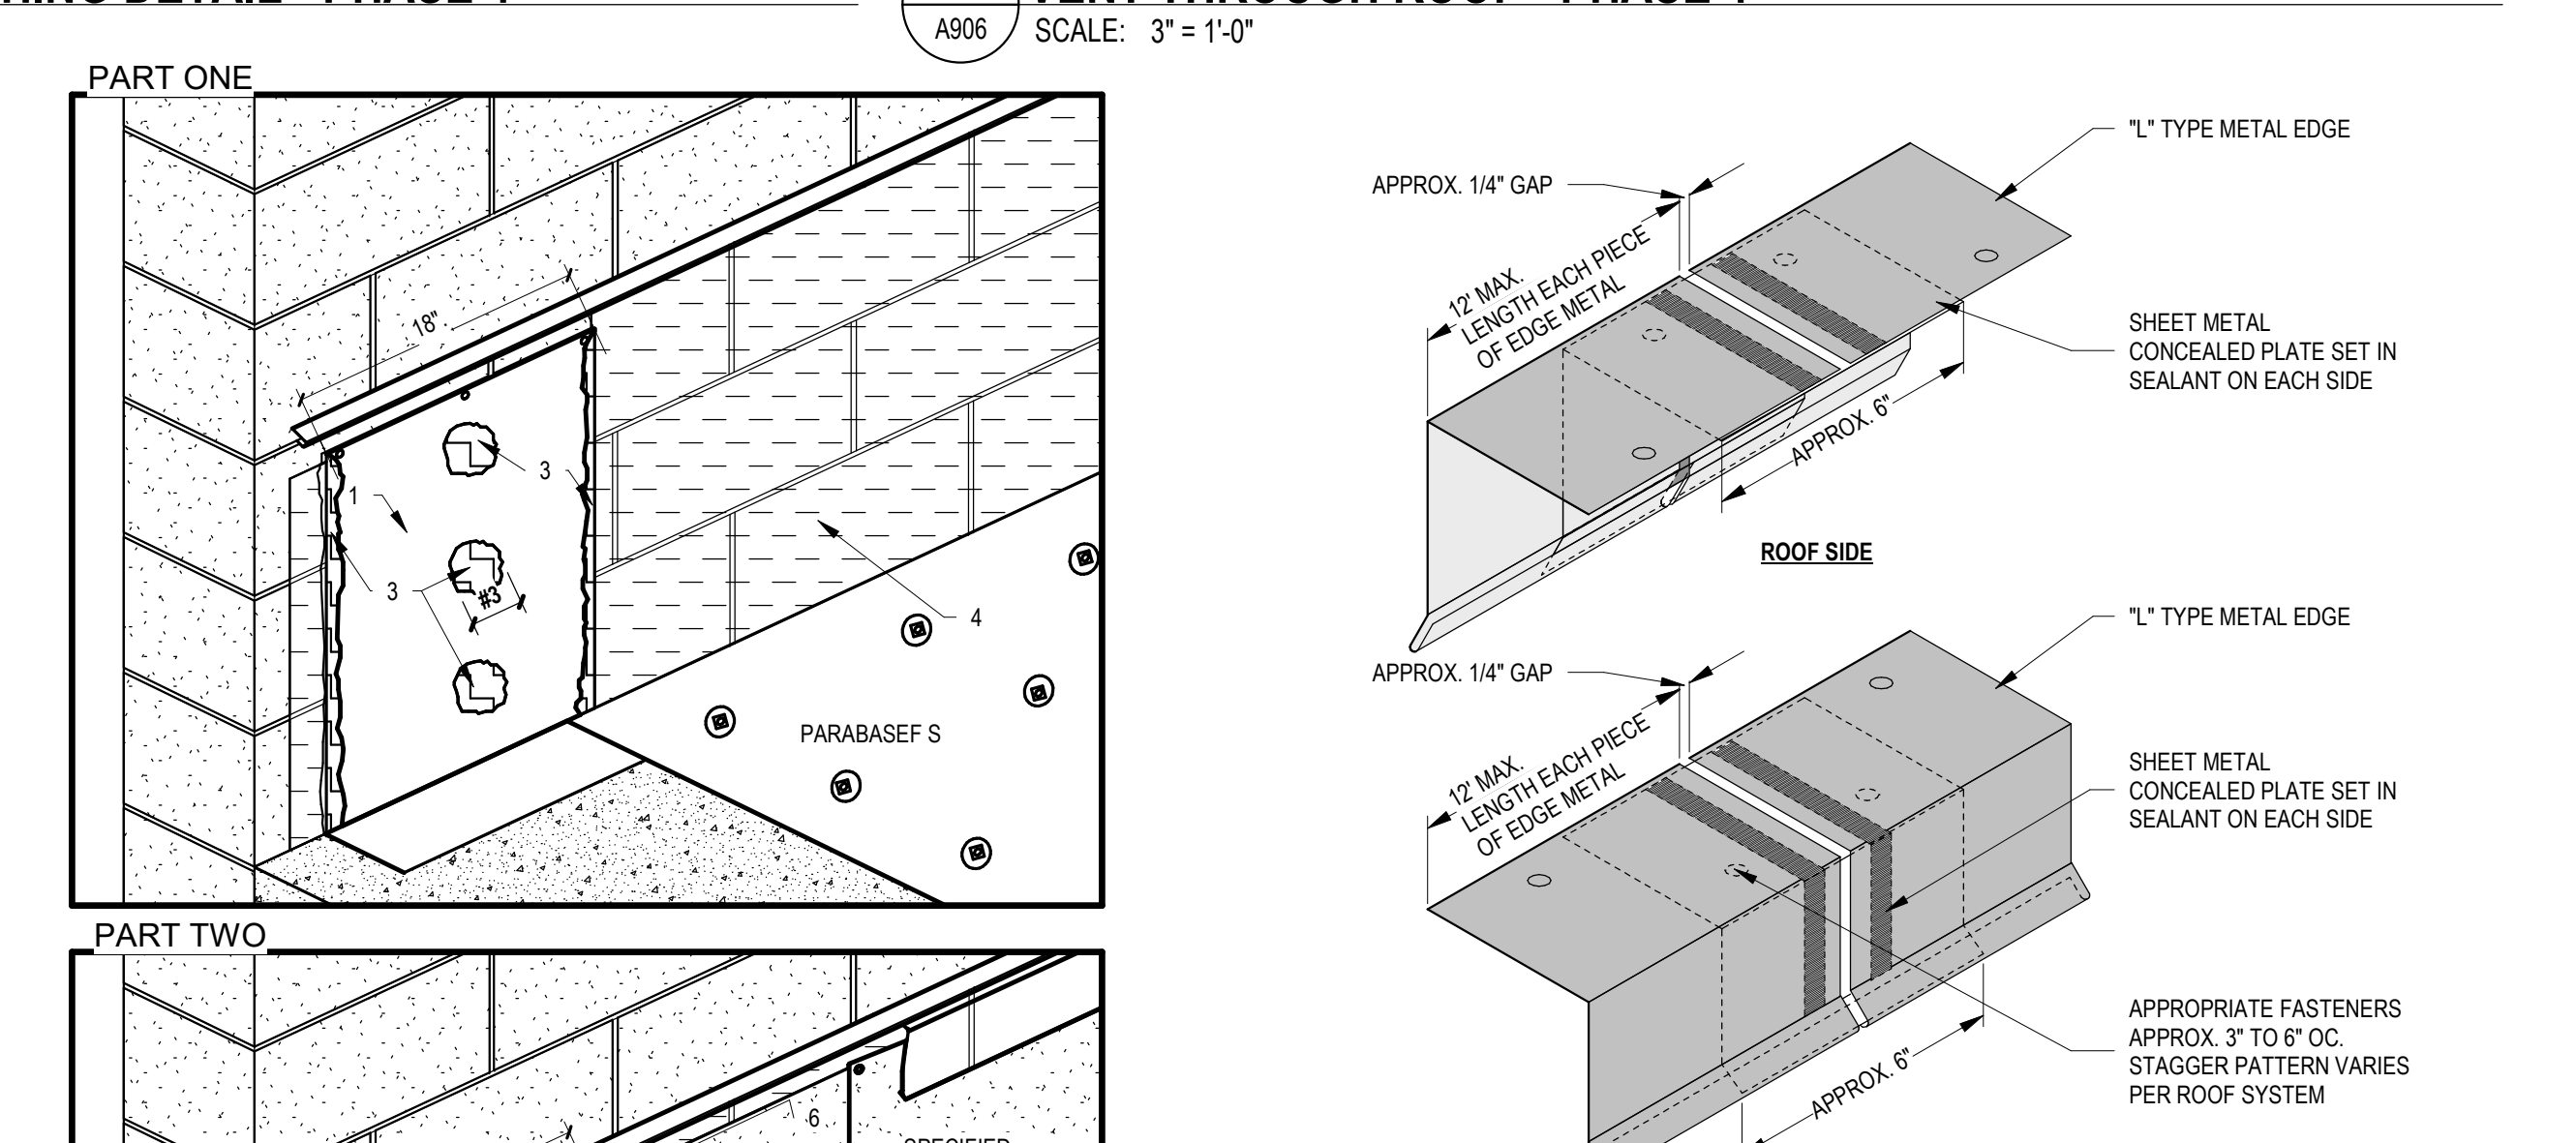 A906
SCALE: 3" = 1'-0"
PART ONE
18"
3
1
3
#3
4
PARABASEF S
PART TWO
6
"L" TYPE METAL EDGE
APPROX. 1/4" GAP
12' MAX.
LENGTH EACH PIECE
OF EDGE METAL
SHEET METAL
CONCEALED PLATE SET IN
SEALANT ON EACH SIDE
APPROX. 6"
ROOF SIDE
"L" TYPE METAL EDGE
APPROX. 1/4" GAP
12' MAX.
LENGTH EACH PIECE
OF EDGE METAL
SHEET METAL
CONCEALED PLATE SET IN
SEALANT ON EACH SIDE
APPROPRIATE FASTENERS
APPROX. 3" TO 6" OC.
STAGGER PATTERN VARIES
PER ROOF SYSTEM
APPROX. 6"